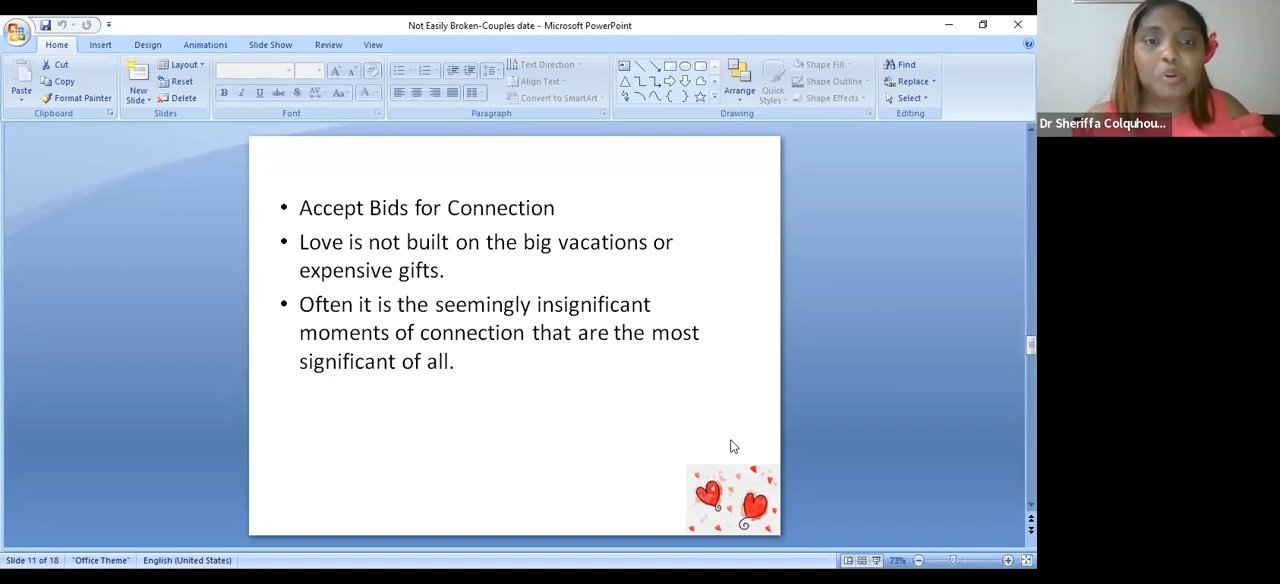 Not Easily Broken-Couples date - Microsoft PowerPoint
Home Insert Design Animations Slide Show Review View
Paste
Cut
Copy
Format Painter
Clipboard
New
Slide
Layout
Reset
Delete
Slides
B I U abc S AV Aa A
Font
Text Direction
Align Text
Convert to SmartArt
Paragraph
Arrange
Quick
Styles
Shape Fill
Shape Outline
Shape Effects
Drawing
Find
Replace
Select
Editing
Dr Sheriffa Colquhou...
• Accept Bids for Connection
• Love is not built on the big vacations or
expensive gifts.
• Often it is the seemingly insignificant
moments of connection that are the most
significant of all.
Slide 11 of 18 "Office Theme" English (United States) 73%